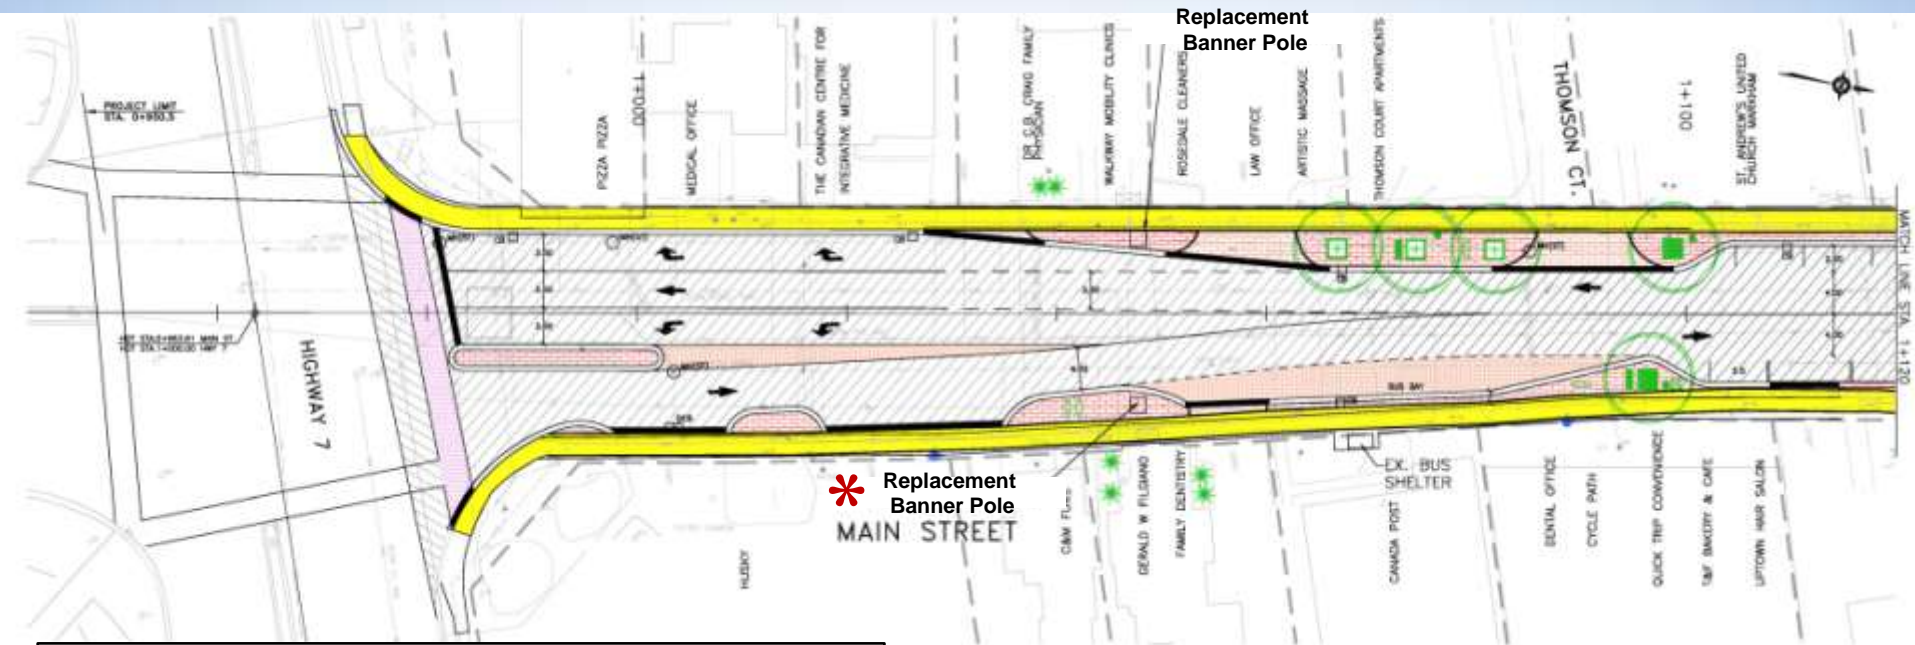 Replacement
Banner Pole
PROJECT LIMIT
STA. 0+950.5
PIZZA PIZZA
1+000
MEDICAL OFFICE
THE CANADIAN CENTRE FOR
INTEGRATIVE MEDICINE
DR. C.B. CRAIG FAMILY
PHYSICIAN
WALKWAY MOBILITY CLINICS
ROSEDALE CLEANERS
LAW OFFICE
ARTISTIC MASSAGE
THOMSON COURT APARTMENTS
THOMSON CT.
1+100
ST. ANDREW'S UNITED
CHURCH MARKHAM
MATCH LINE STA. 1+120
HIGHWAY 7
BUS BAY
Replacement
Banner Pole
MAIN STREET
EX. BUS
SHELTER
HUSKY
GERALD W FILGIANO
FAMILY DENTISTRY
CANADA POST
DENTAL OFFICE
CYCLE PATH
QUICK TRIP CONVENIENCE
BAKERY & CAFE
UPTOWN HAIR SALON